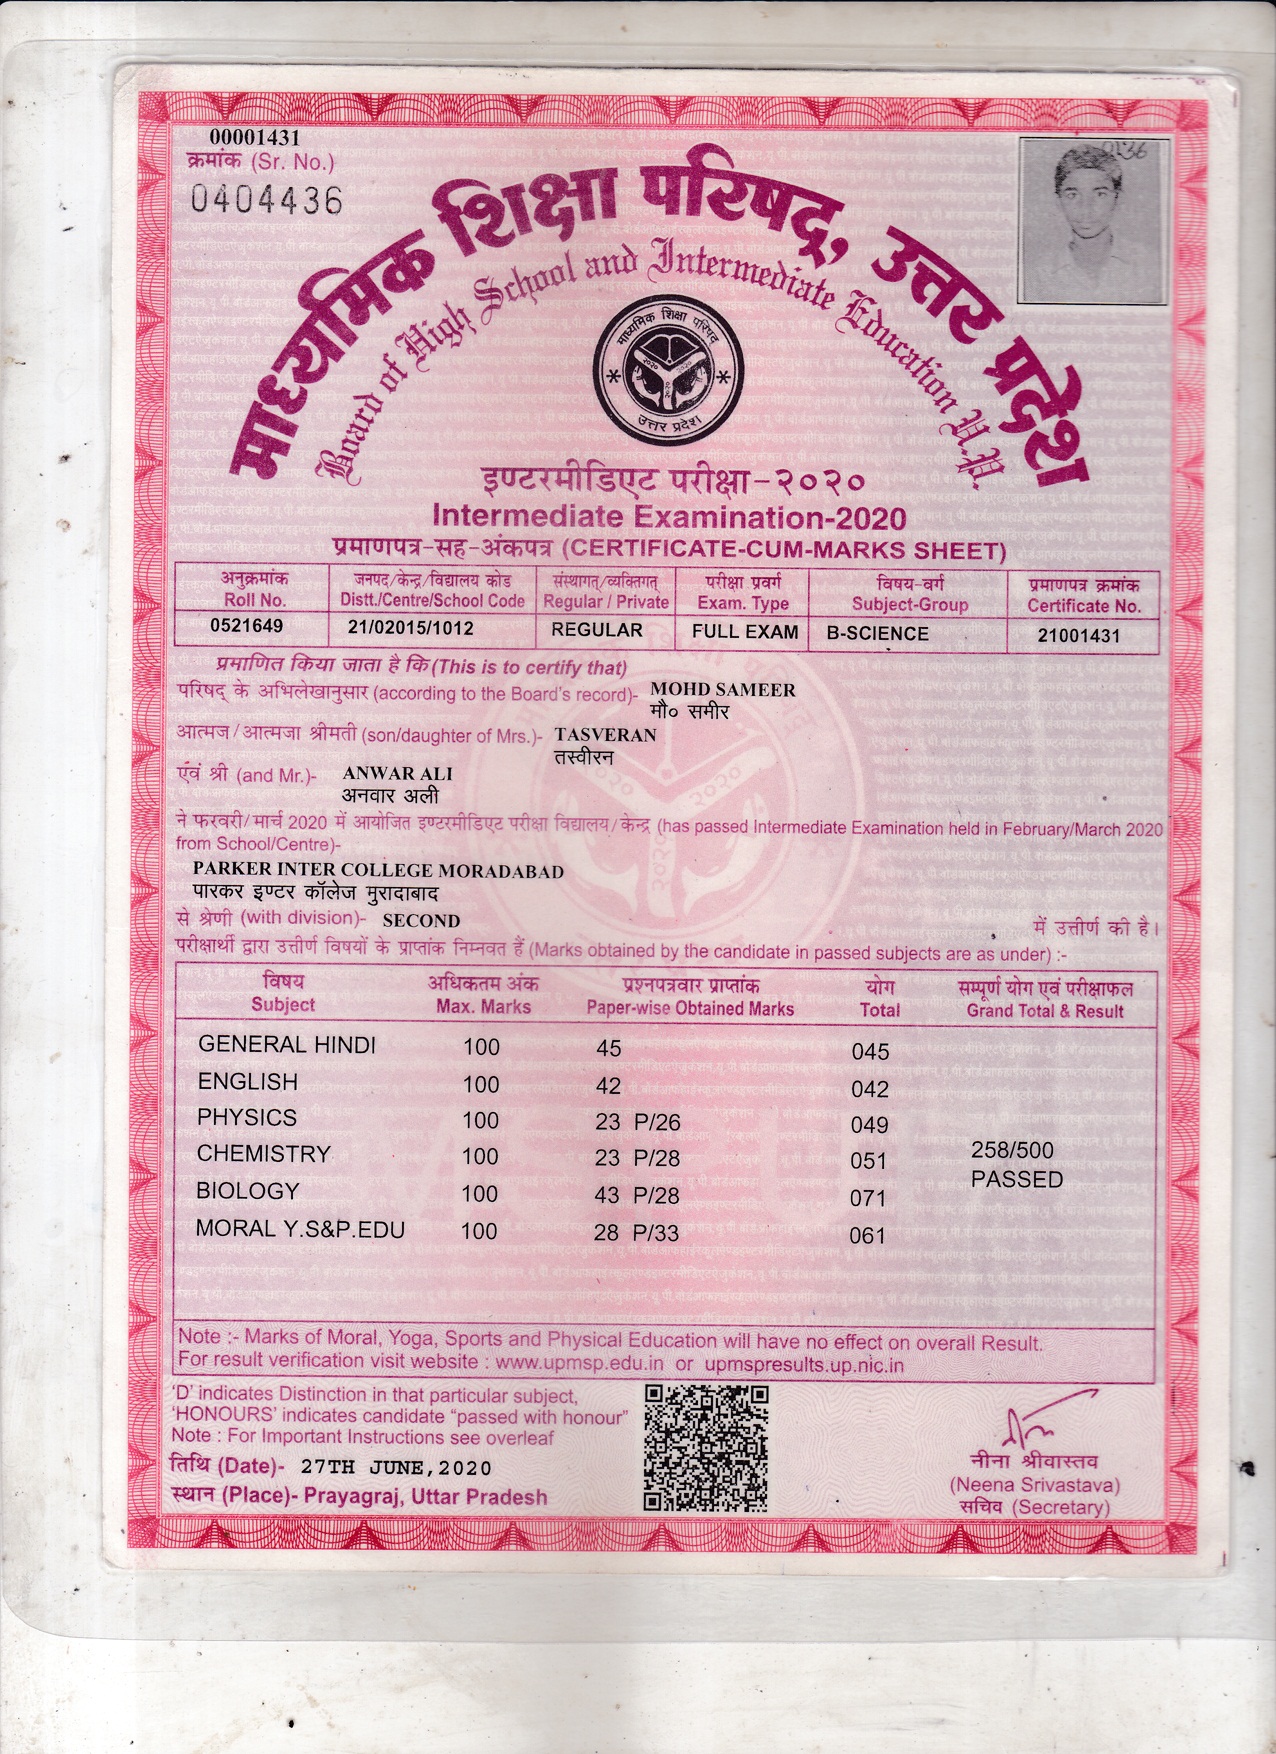 00001431
क्रमांक (Sr. No.)
0404436
0136
माध्यमिक शिक्षा परिषद्, उत्तर प्रदेश
Board of High School and Intermediate Education U.P.
माध्यमिक शिक्षा परिषद
२०२० २०२०
उत्तर प्रदेश
इण्टरमीडिएट परीक्षा-२०२०
Intermediate Examination-2020
प्रमाणपत्र-सह-अंकपत्र (CERTIFICATE-CUM-MARKS SHEET)
अनुक्रमांक जनपद/केन्द्र/विद्यालय कोड संस्थागत्/व्यक्तिगत् परीक्षा प्रवर्ग विषय-वर्ग प्रमाणपत्र क्रमांक
Roll No. Distt./Centre/School Code Regular / Private Exam. Type Subject-Group Certificate No.
0521649 21/02015/1012 REGULAR FULL EXAM B-SCIENCE 21001431
प्रमाणित किया जाता है कि (This is to certify that)
परिषद् के अभिलेखानुसार (according to the Board's record)- MOHD SAMEER
मौ० समीर
आत्मज/आत्मजा श्रीमती (son/daughter of Mrs.)- TASVERAN
तस्वीरन
एवं श्री (and Mr.)- ANWAR ALI
अनवार अली
ने फरवरी/मार्च 2020 में आयोजित इण्टरमीडिएट परीक्षा विद्यालय/केन्द्र (has passed Intermediate Examination held in February/March 2020
from School/Centre)-
PARKER INTER COLLEGE MORADABAD
पारकर इण्टर कॉलेज मुरादाबाद
से श्रेणी (with division)- SECOND में उत्तीर्ण की है।
परीक्षार्थी द्वारा उत्तीर्ण विषयों के प्राप्तांक निम्नवत हैं (Marks obtained by the candidate in passed subjects are as under) :-
विषय अधिकतम अंक प्रश्नपत्रवार प्राप्तांक योग सम्पूर्ण योग एवं परीक्षाफल
Subject Max. Marks Paper-wise Obtained Marks Total Grand Total & Result
GENERAL HINDI 100 45 045
ENGLISH 100 42 042
PHYSICS 100 23 P/26 049
CHEMISTRY 100 23 P/28 051 258/500
PASSED
BIOLOGY 100 43 P/28 071
MORAL Y.S&P.EDU 100 28 P/33 061
Note :- Marks of Moral, Yoga, Sports and Physical Education will have no effect on overall Result.
For result verification visit website : www.upmsp.edu.in or upmspresults.up.nic.in
'D' indicates Distinction in that particular subject,
'HONOURS' indicates candidate "passed with honour"
Note : For Important Instructions see overleaf
तिथि (Date)- 27TH JUNE,2020
स्थान (Place)- Prayagraj, Uttar Pradesh
नीना श्रीवास्तव
(Neena Srivastava)
सचिव (Secretary)